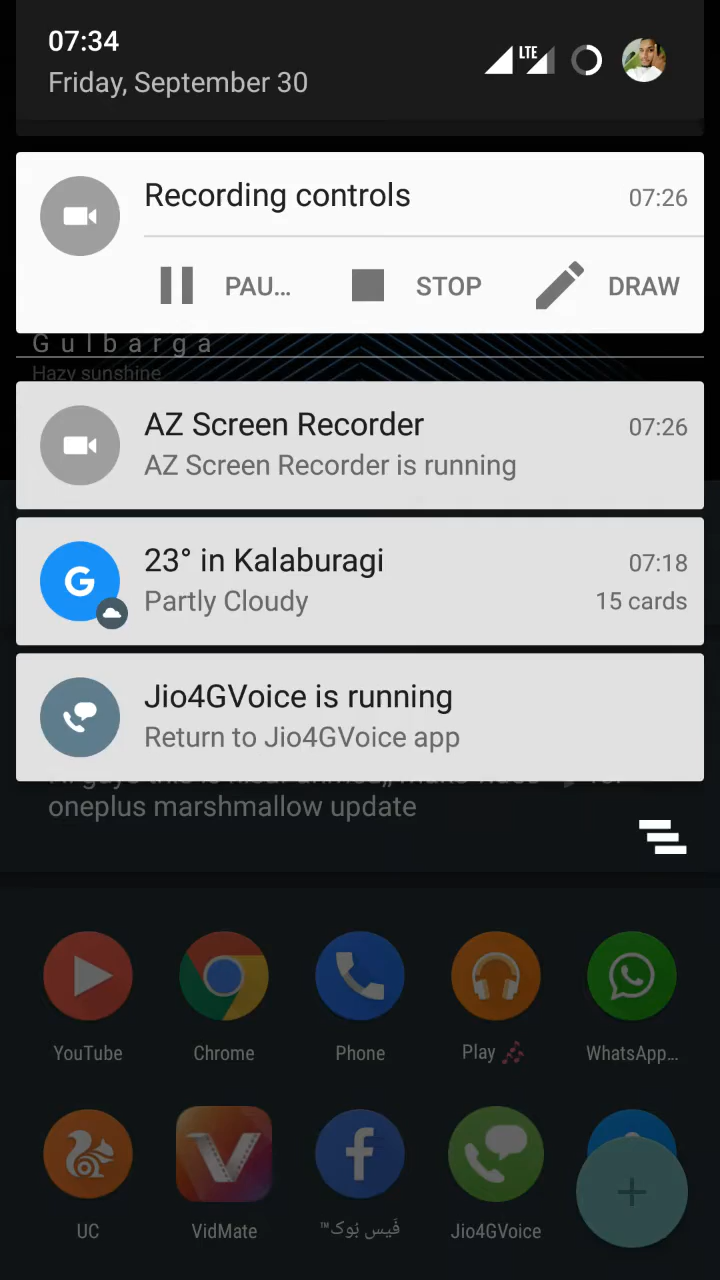 07:34
Friday, September 30
LTE
Recording controls 07:26
PAU... STOP DRAW
Gulbarga
Hazy sunshine
AZ Screen Recorder 07:26
AZ Screen Recorder is running
G
23° in Kalaburagi 07:18
Partly Cloudy 15 cards
Jio4GVoice is running
Return to Jio4GVoice app
oneplus marshmallow update
YouTube Chrome Phone Play WhatsApp...
UC VidMate فَیس بُوک™ Jio4GVoice